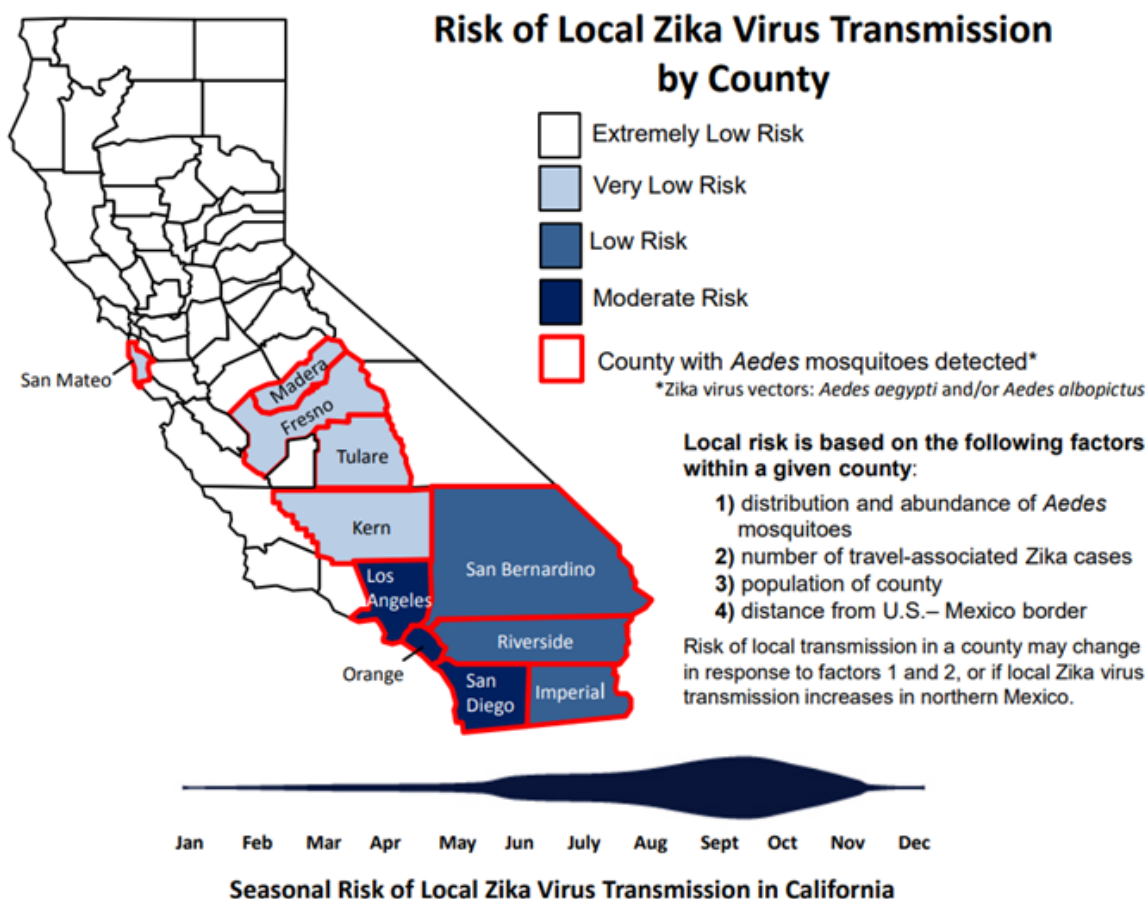 Risk of Local Zika Virus Transmission
by County
Extremely Low Risk
Very Low Risk
Low Risk
Moderate Risk
County with Aedes mosquitoes detected*
*Zika virus vectors: Aedes aegypti and/or Aedes albopictus
San Mateo
Madera
Fresno
Tulare
Kern
Los
Angeles
San Bernardino
Orange
Riverside
San
Diego
Imperial
Local risk is based on the following factors
within a given county:
1) distribution and abundance of Aedes
mosquitoes
2) number of travel-associated Zika cases
3) population of county
4) distance from U.S.– Mexico border
Risk of local transmission in a county may change
in response to factors 1 and 2, or if local Zika virus
transmission increases in northern Mexico.
Jan Feb Mar Apr May Jun July Aug Sept Oct Nov Dec
Seasonal Risk of Local Zika Virus Transmission in California